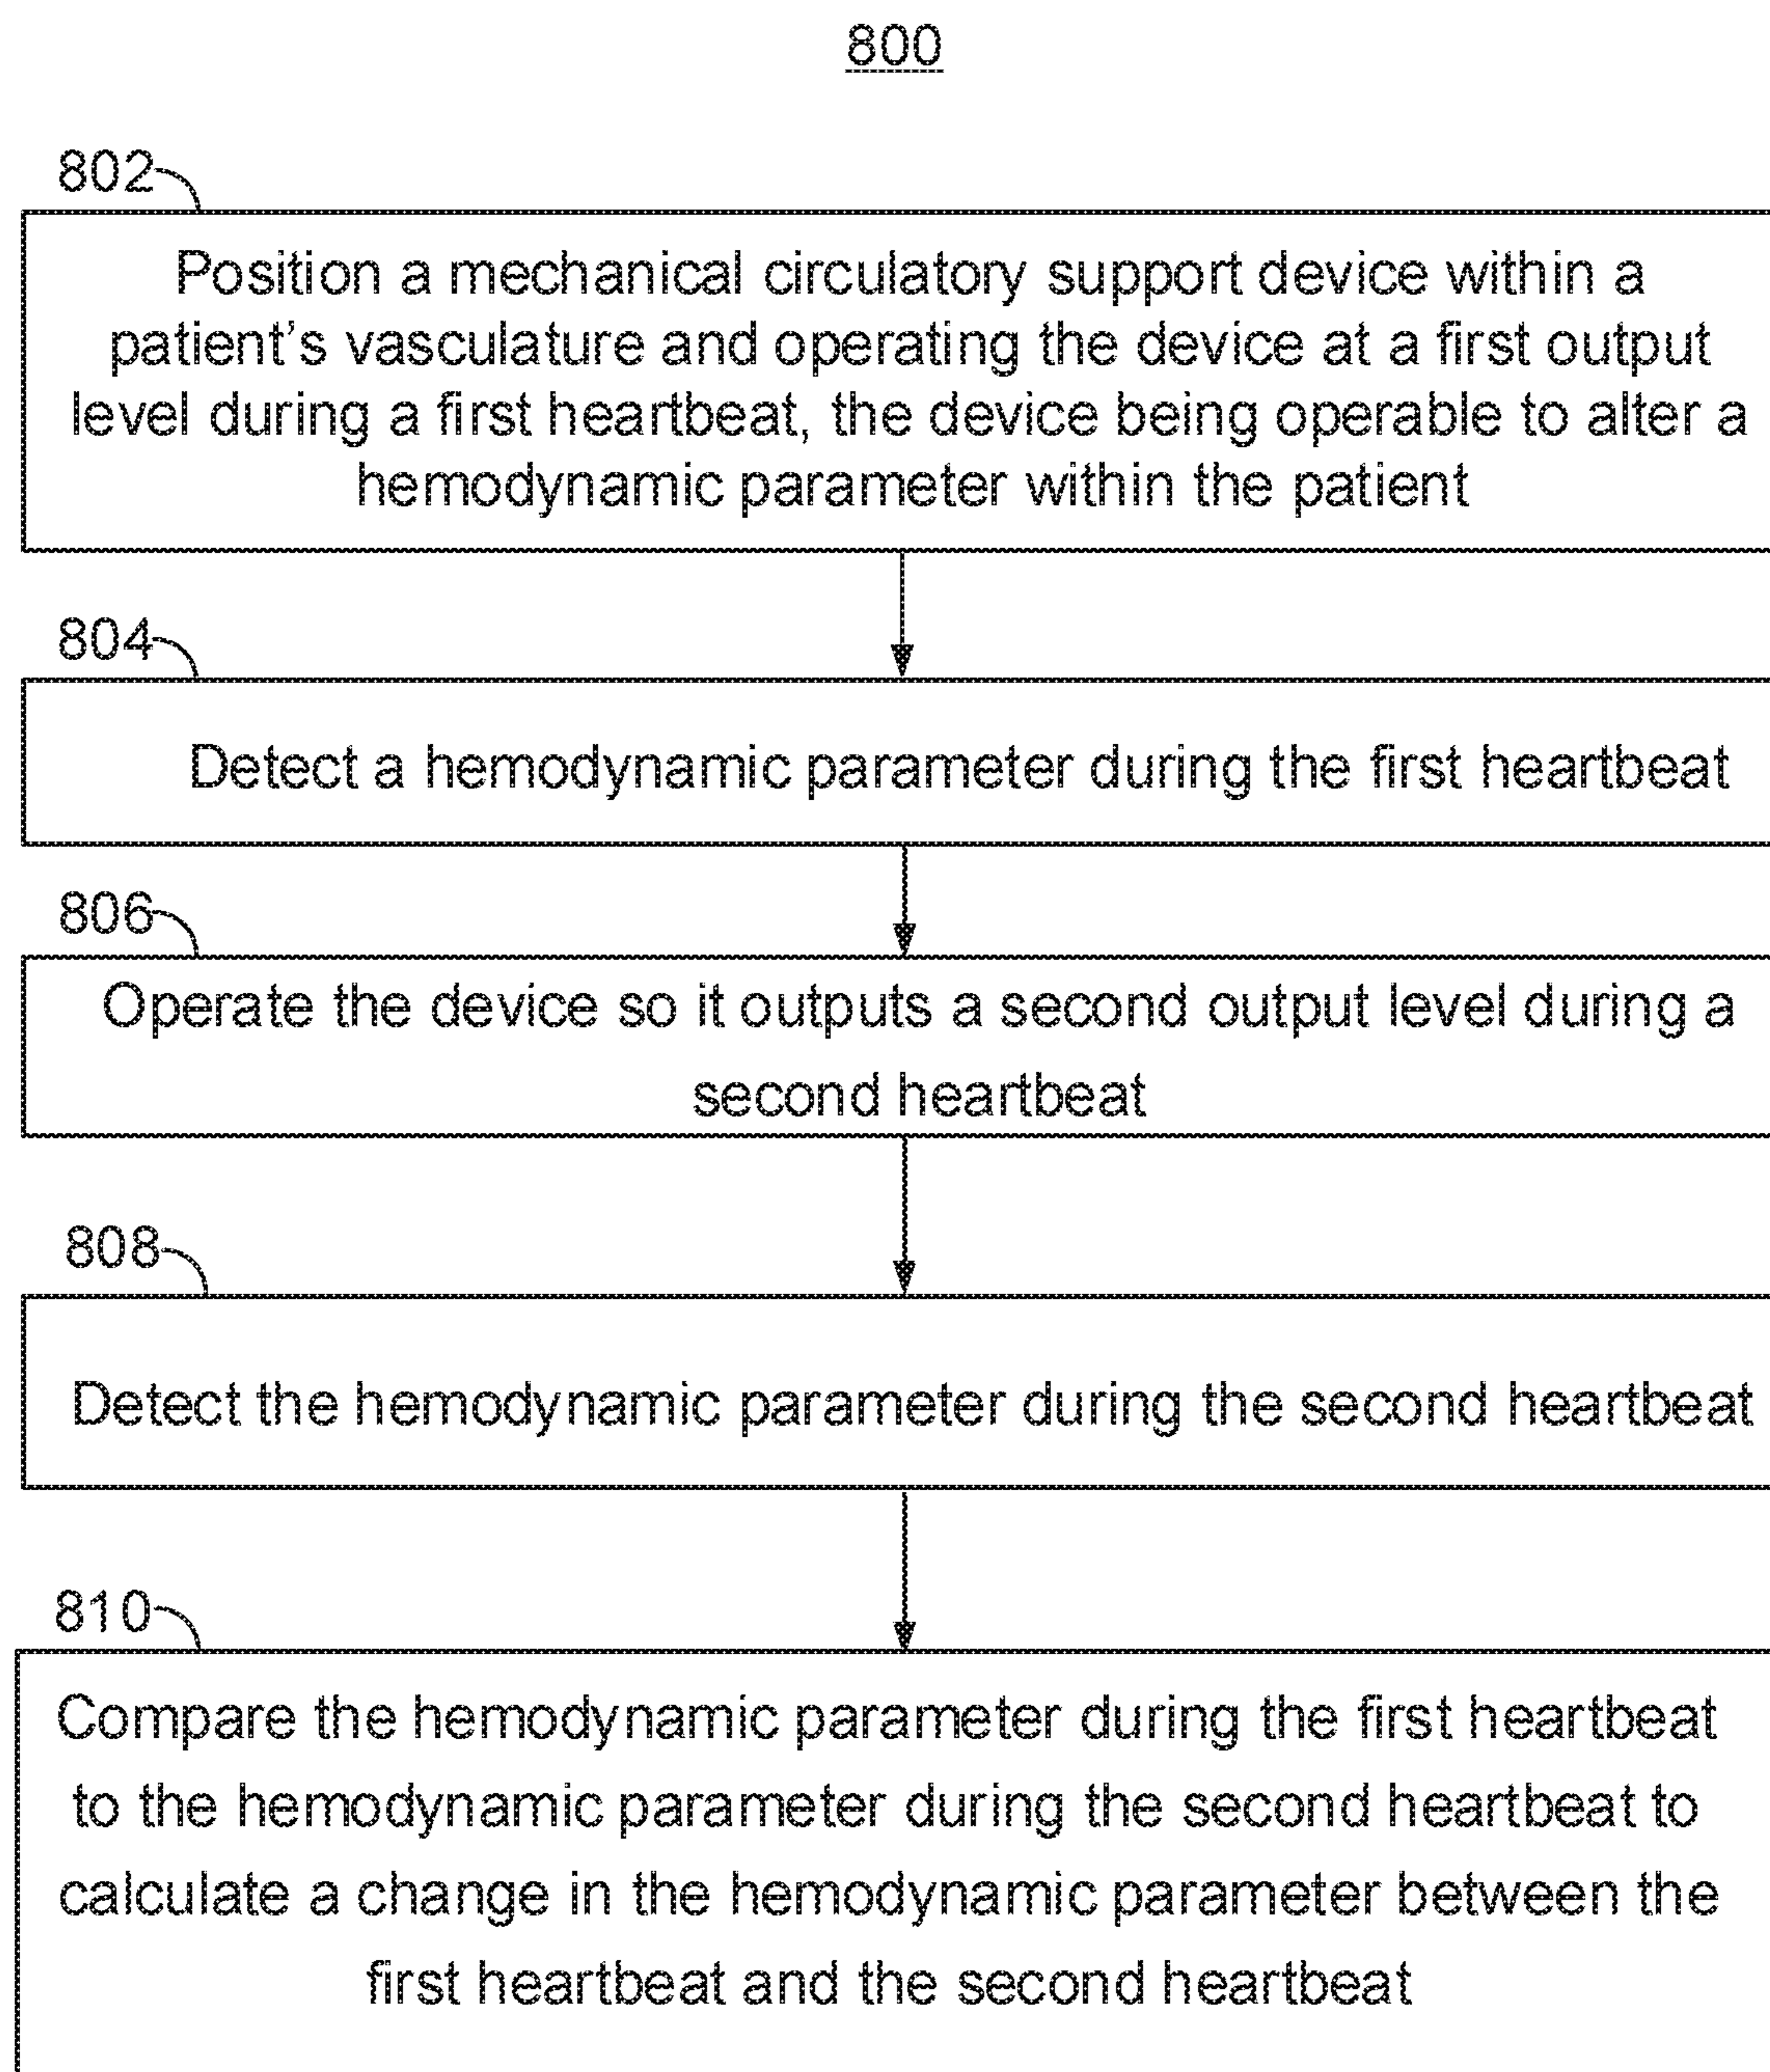 800
802
Position a mechanical circulatory support device within a
patient's vasculature and operating the device at a first output
level during a first heartbeat, the device being operable to alter a
hemodynamic parameter within the patient
804
Detect a hemodynamic parameter during the first heartbeat
806
Operate the device so it outputs a second output level during a
second heartbeat
808
Detect the hemodynamic parameter during the second heartbeat
810
Compare the hemodynamic parameter during the first heartbeat
to the hemodynamic parameter during the second heartbeat to
calculate a change in the hemodynamic parameter between the
first heartbeat and the second heartbeat